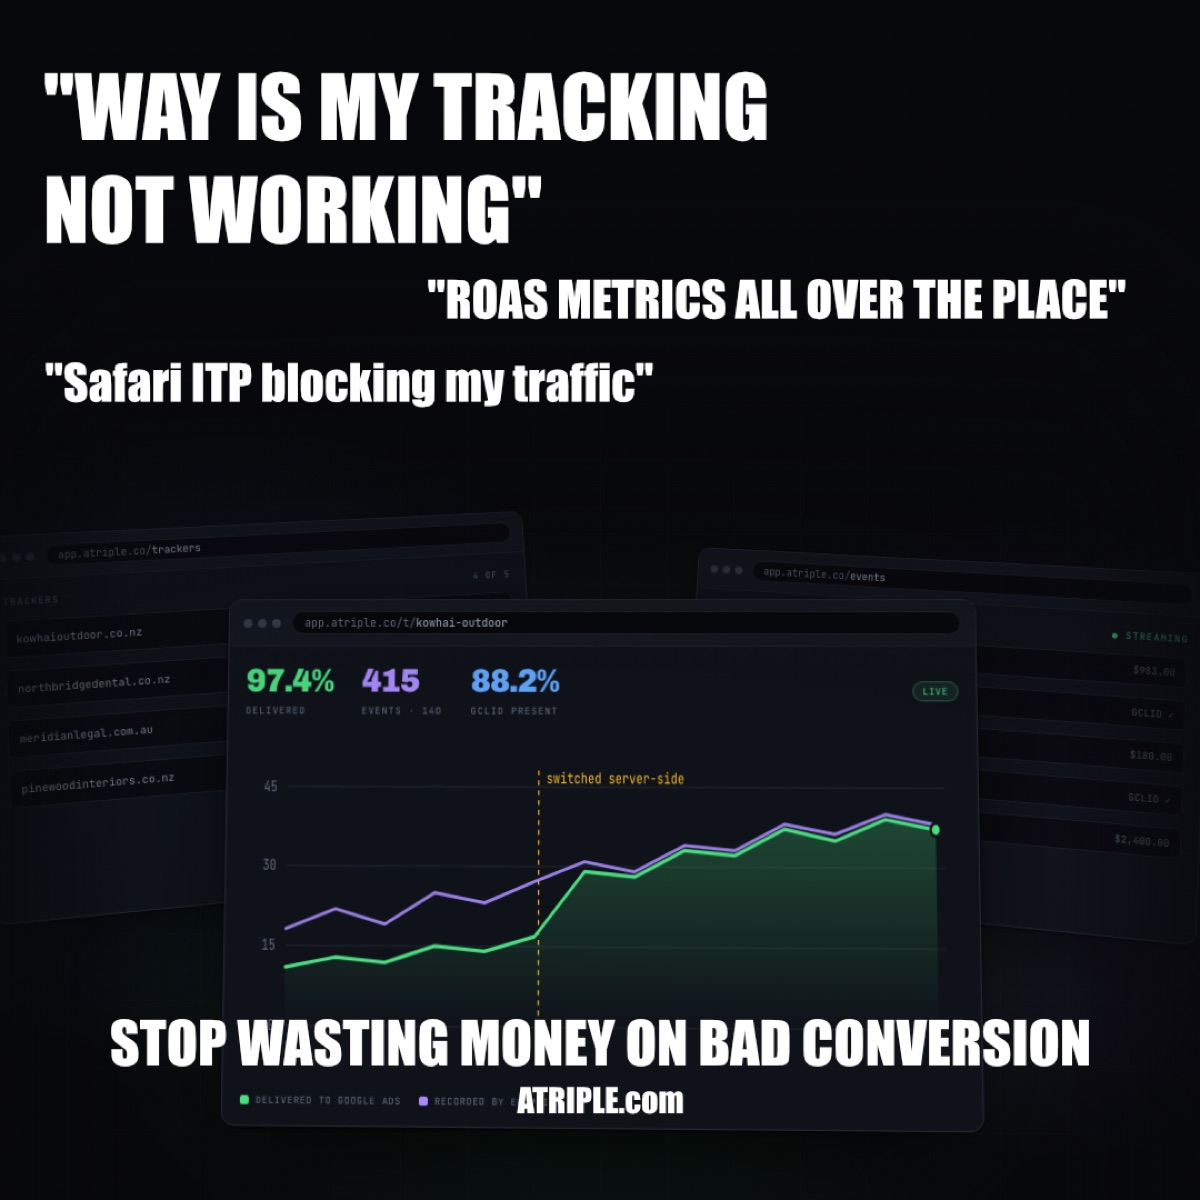 "WAY IS MY TRACKING
NOT WORKING"
"ROAS METRICS ALL OVER THE PLACE"
"Safari ITP blocking my traffic"
app.atriple.co/trackers
4 OF 5
TRACKERS
kowhaioutdoor.co.nz
northbridgedental.co.nz
meridianlegal.com.au
pinewoodinteriors.co.nz
app.atriple.co/events
STREAMING
$983.00
GCLID ✓
$180.00
GCLID ✓
$2,400.00
app.atriple.co/t/kowhai-outdoor
97.4% 415 88.2%
DELIVERED EVENTS · 14D GCLID PRESENT
LIVE
switched server-side
45
30
15
STOP WASTING MONEY ON BAD CONVERSION
DELIVERED TO GOOGLE ADS RECORDED BY
ATRIPLE.com